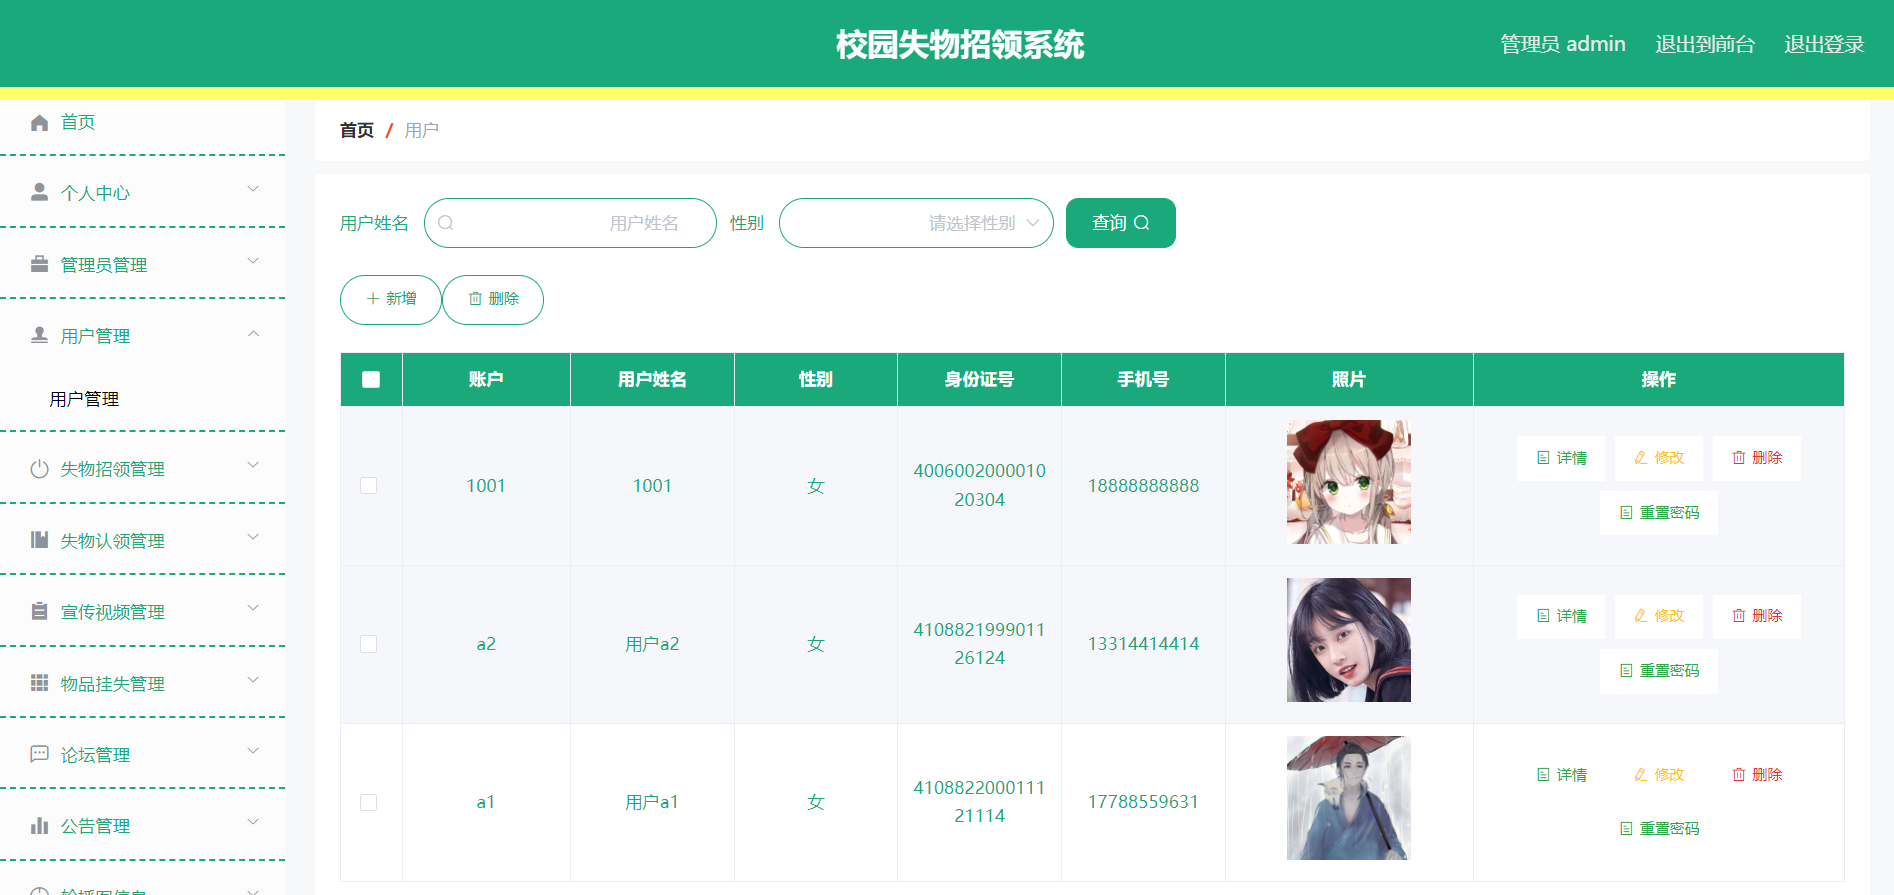 校园失物招领系统
管理员 admin
退出到前台
退出登录
首页
个人中心
管理员管理
用户管理
用户管理
失物招领管理
失物认领管理
宣传视频管理
物品挂失管理
论坛管理
公告管理
首页 / 用户
用户姓名 用户姓名 性别 请选择性别 查询
新增 删除
账户 用户姓名 性别 身份证号 手机号 照片 操作
1001 1001 女 4006002000010 18888888888 详情 修改 删除
20304 重置密码
a2 用户a2 女 4108821999011 13314414414 详情 修改 删除
26124 重置密码
a1 用户a1 女 4108822000111 17788559631 详情 修改 删除
21114 重置密码